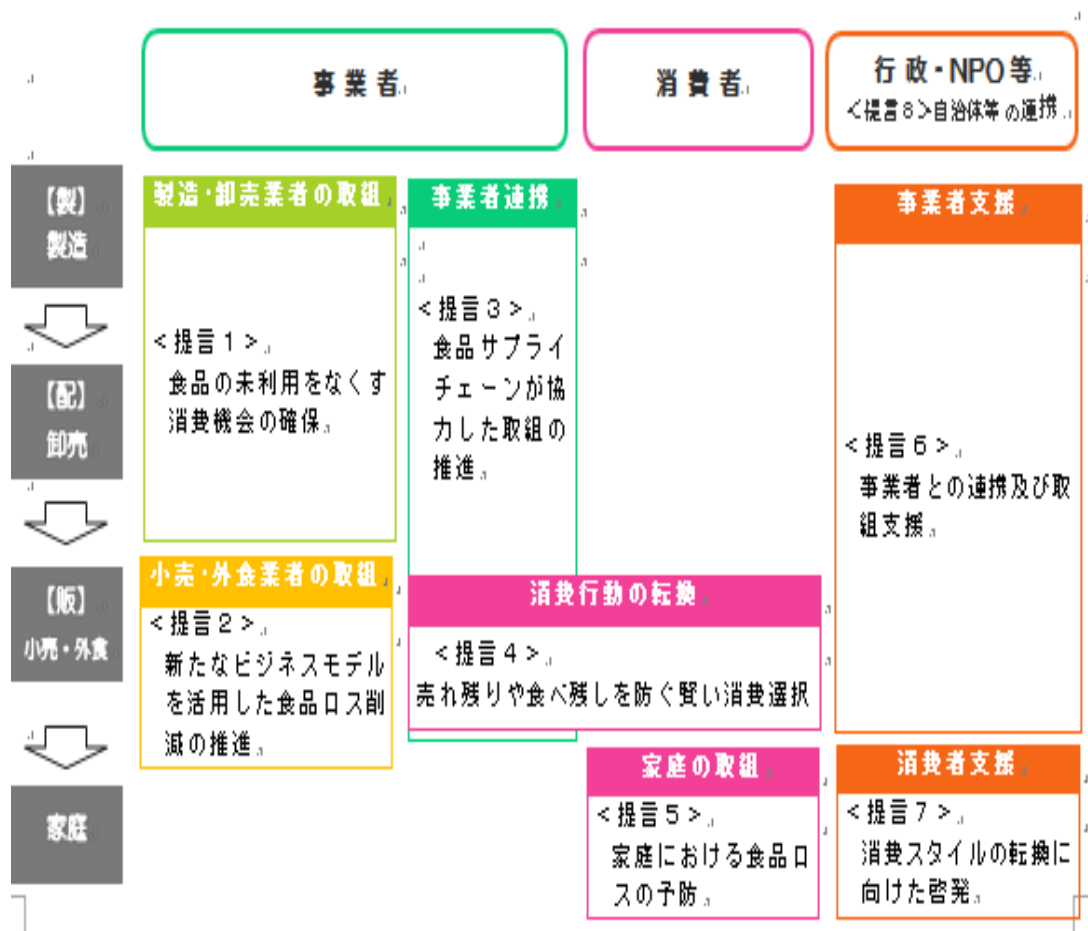 事業者
消費者
行政・NPO等
＜提言８＞自治体等の連携
【製】
製造
【配】
卸売
【販】
小売・外食
家庭
製造・卸売業者の取組
＜提言１＞
食品の未利用をなくす
消費機会の確保
事業者連携
＜提言３＞
食品サプライ
チェーンが協
力した取組の
推進
事業者支援
＜提言６＞
事業者との連携及び取
組支援
小売・外食業者の取組
＜提言２＞
新たなビジネスモデル
を活用した食品ロス削
減の推進
消費行動の転換
＜提言４＞
売れ残りや食べ残しを防ぐ賢い消費選択
家庭の取組
＜提言５＞
家庭における食品ロ
スの予防
消費者支援
＜提言７＞
消費スタイルの転換に
向けた啓発